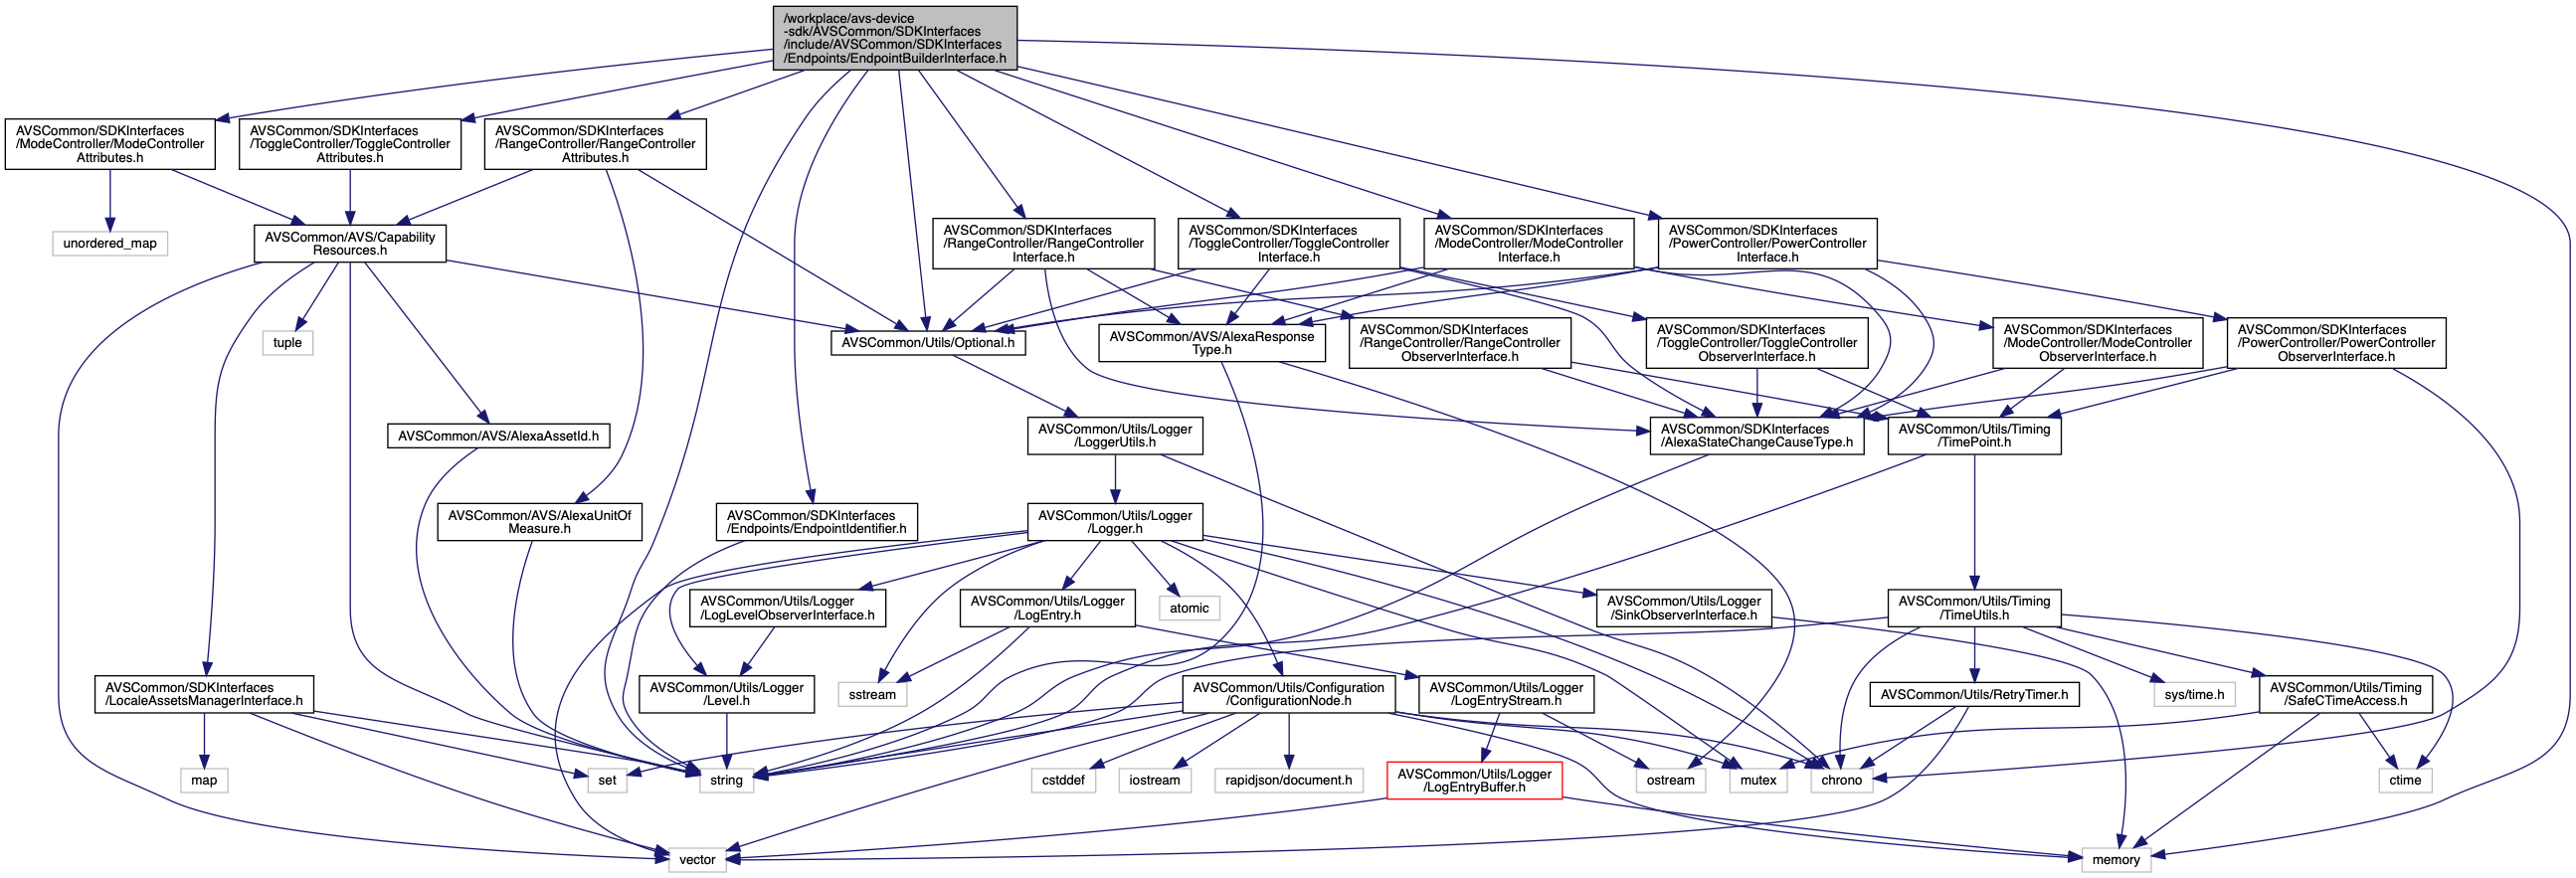 /workplace/avs-device
-sdk/AVSCommon/SDKInterfaces
/include/AVSCommon/SDKInterfaces
/Endpoints/EndpointBuilderInterface.h
AVSCommon/SDKInterfaces
/ModeController/ModeController
Attributes.h
AVSCommon/SDKInterfaces
/ToggleController/ToggleController
Attributes.h
AVSCommon/SDKInterfaces
/RangeController/RangeController
Attributes.h
unordered_map
AVSCommon/AVS/Capability
Resources.h
AVSCommon/SDKInterfaces
/RangeController/RangeController
Interface.h
AVSCommon/SDKInterfaces
/ToggleController/ToggleController
Interface.h
AVSCommon/SDKInterfaces
/ModeController/ModeController
Interface.h
AVSCommon/SDKInterfaces
/PowerController/PowerController
Interface.h
tuple
AVSCommon/Utils/Optional.h
AVSCommon/AVS/AlexaResponse
Type.h
AVSCommon/SDKInterfaces
/RangeController/RangeController
ObserverInterface.h
AVSCommon/SDKInterfaces
/ToggleController/ToggleController
ObserverInterface.h
AVSCommon/SDKInterfaces
/ModeController/ModeController
ObserverInterface.h
AVSCommon/SDKInterfaces
/PowerController/PowerController
ObserverInterface.h
AVSCommon/AVS/AlexaAssetId.h
AVSCommon/Utils/Logger
/LoggerUtils.h
AVSCommon/SDKInterfaces
/AlexaStateChangeCauseType.h
AVSCommon/Utils/Timing
/TimePoint.h
AVSCommon/AVS/AlexaUnitOf
Measure.h
AVSCommon/SDKInterfaces
/Endpoints/EndpointIdentifier.h
AVSCommon/Utils/Logger
/Logger.h
AVSCommon/Utils/Logger
/LogLevelObserverInterface.h
AVSCommon/Utils/Logger
/LogEntry.h
atomic
AVSCommon/Utils/Logger
/SinkObserverInterface.h
AVSCommon/Utils/Timing
/TimeUtils.h
AVSCommon/SDKInterfaces
/LocaleAssetsManagerInterface.h
AVSCommon/Utils/Logger
/Level.h
sstream
AVSCommon/Utils/Configuration
/ConfigurationNode.h
AVSCommon/Utils/Logger
/LogEntryStream.h
AVSCommon/Utils/RetryTimer.h
sys/time.h
AVSCommon/Utils/Timing
/SafeCTimeAccess.h
map
set
string
cstddef
iostream
rapidjson/document.h
AVSCommon/Utils/Logger
/LogEntryBuffer.h
ostream
mutex
chrono
ctime
vector
memory